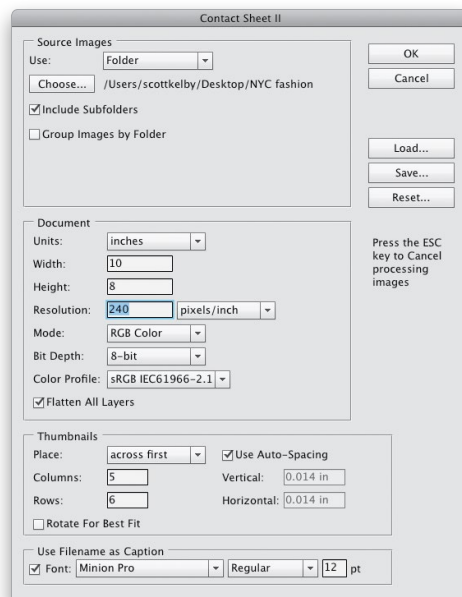 Contact Sheet II
Source Images
Use: Folder
Choose... /Users/scottkelby/Desktop/NYC fashion
Include Subfolders
Group Images by Folder
OK
Cancel
Load...
Save...
Reset...
Press the ESC
key to Cancel
processing
images
Document
Units: inches
Width: 10
Height: 8
Resolution: 240 pixels/inch
Mode: RGB Color
Bit Depth: 8-bit
Color Profile: sRGB IEC61966-2.1
Flatten All Layers
Thumbnails
Place: across first Use Auto-Spacing
Columns: 5 Vertical: 0.014 in
Rows: 6 Horizontal: 0.014 in
Rotate For Best Fit
Use Filename as Caption
Font: Minion Pro Regular 12 pt